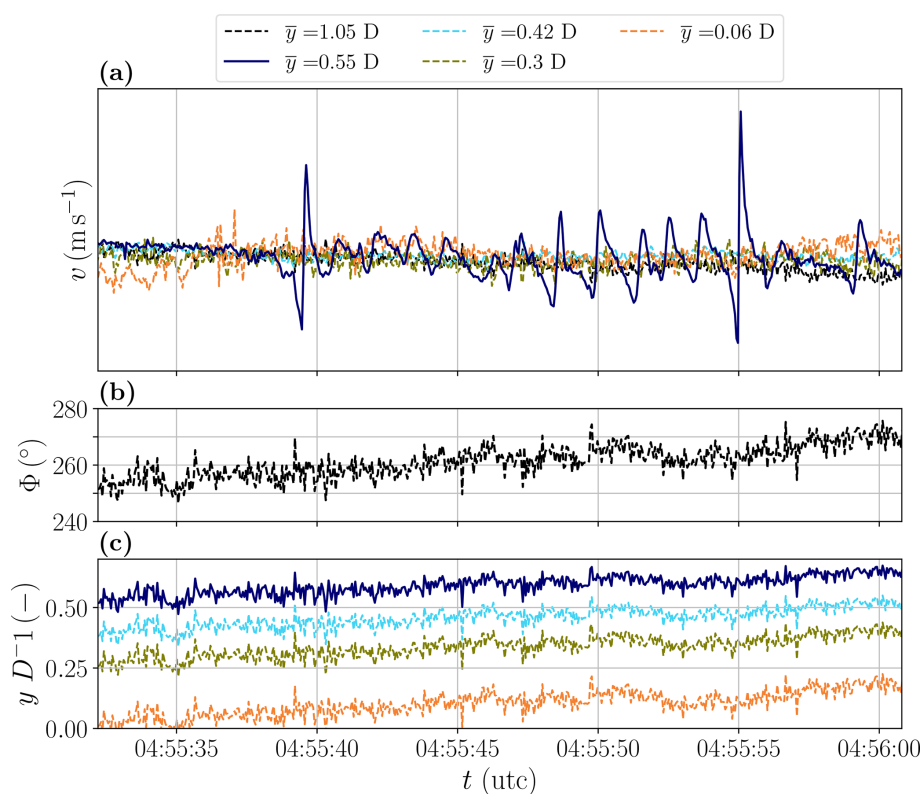 y̅ =1.05 D y̅ =0.42 D y̅ =0.06 D
y̅ =0.55 D y̅ =0.3 D
(a)
v (m s⁻¹)
(b)
280
260
240
Φ (°)
(c)
0.50
0.25
0.00
y D⁻¹ (−)
04:55:35 04:55:40 04:55:45 04:55:50 04:55:55 04:56:00
t (utc)